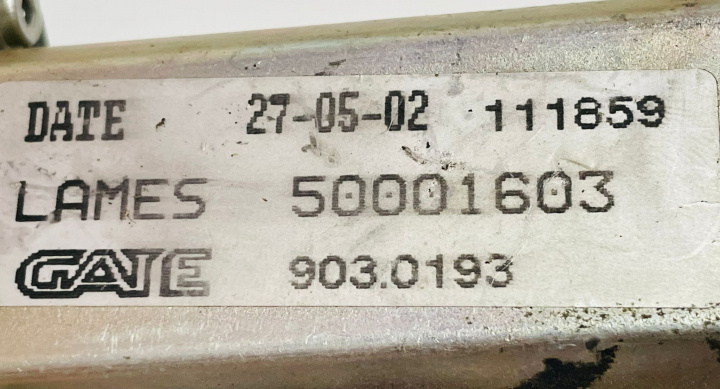 DATE 27-05-02 111859
LAMES 50001603
GATE 903.0193